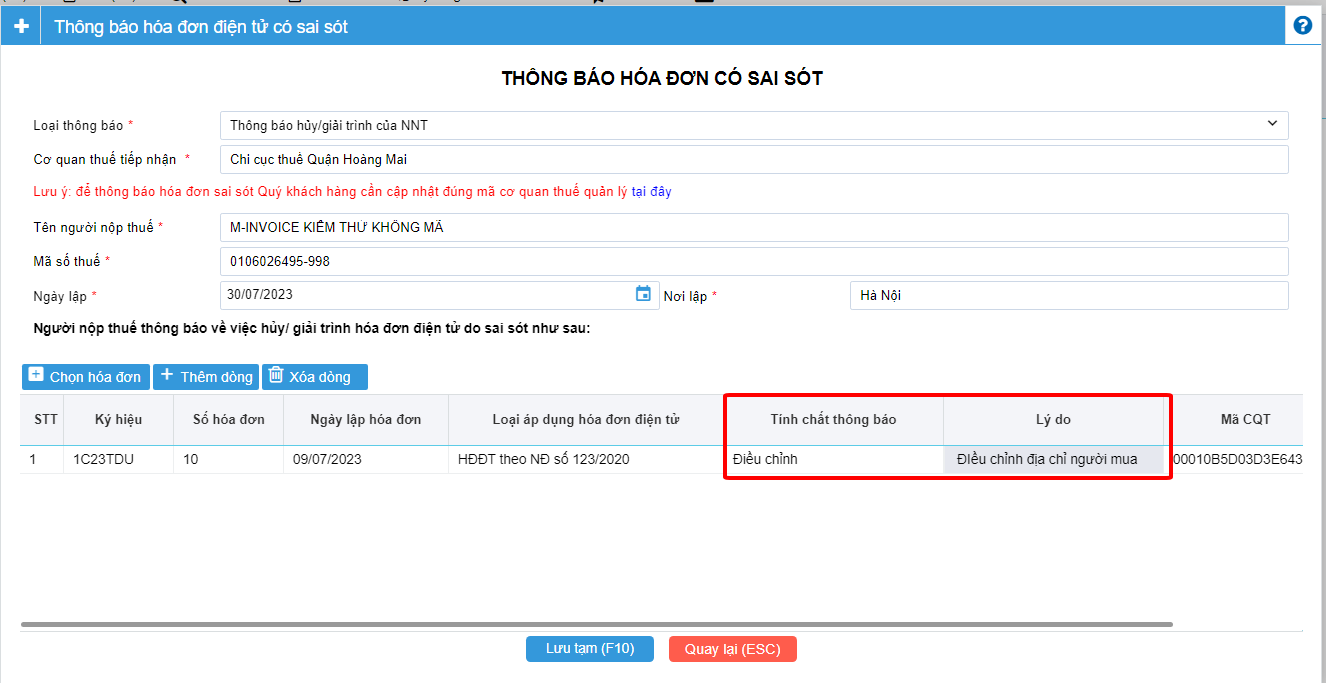 Thông báo hóa đơn điện tử có sai sót
THÔNG BÁO HÓA ĐƠN CÓ SAI SÓT
Loại thông báo * Thông báo hủy/giải trình của NNT
Cơ quan thuế tiếp nhận * Chi cục thuế Quận Hoàng Mai
Lưu ý: để thông báo hóa đơn sai sót Quý khách hàng cần cập nhật đúng mã cơ quan thuế quản lý tại đây
Tên người nộp thuế * M-INVOICE KIỂM THỬ KHÔNG MÃ
Mã số thuế * 0106026495-998
Ngày lập * 30/07/2023 Nơi lập * Hà Nội
Người nộp thuế thông báo về việc hủy/ giải trình hóa đơn điện tử do sai sót như sau:
Chọn hóa đơn Thêm dòng Xóa dòng
STT Ký hiệu Số hóa đơn Ngày lập hóa đơn Loại áp dụng hóa đơn điện tử Tính chất thông báo Lý do Mã CQT
1 1C23TDU 10 09/07/2023 HĐĐT theo NĐ số 123/2020 Điều chỉnh ĐIều chỉnh địa chỉ người mua 00010B5D03D3E643
Lưu tạm (F10) Quay lại (ESC)